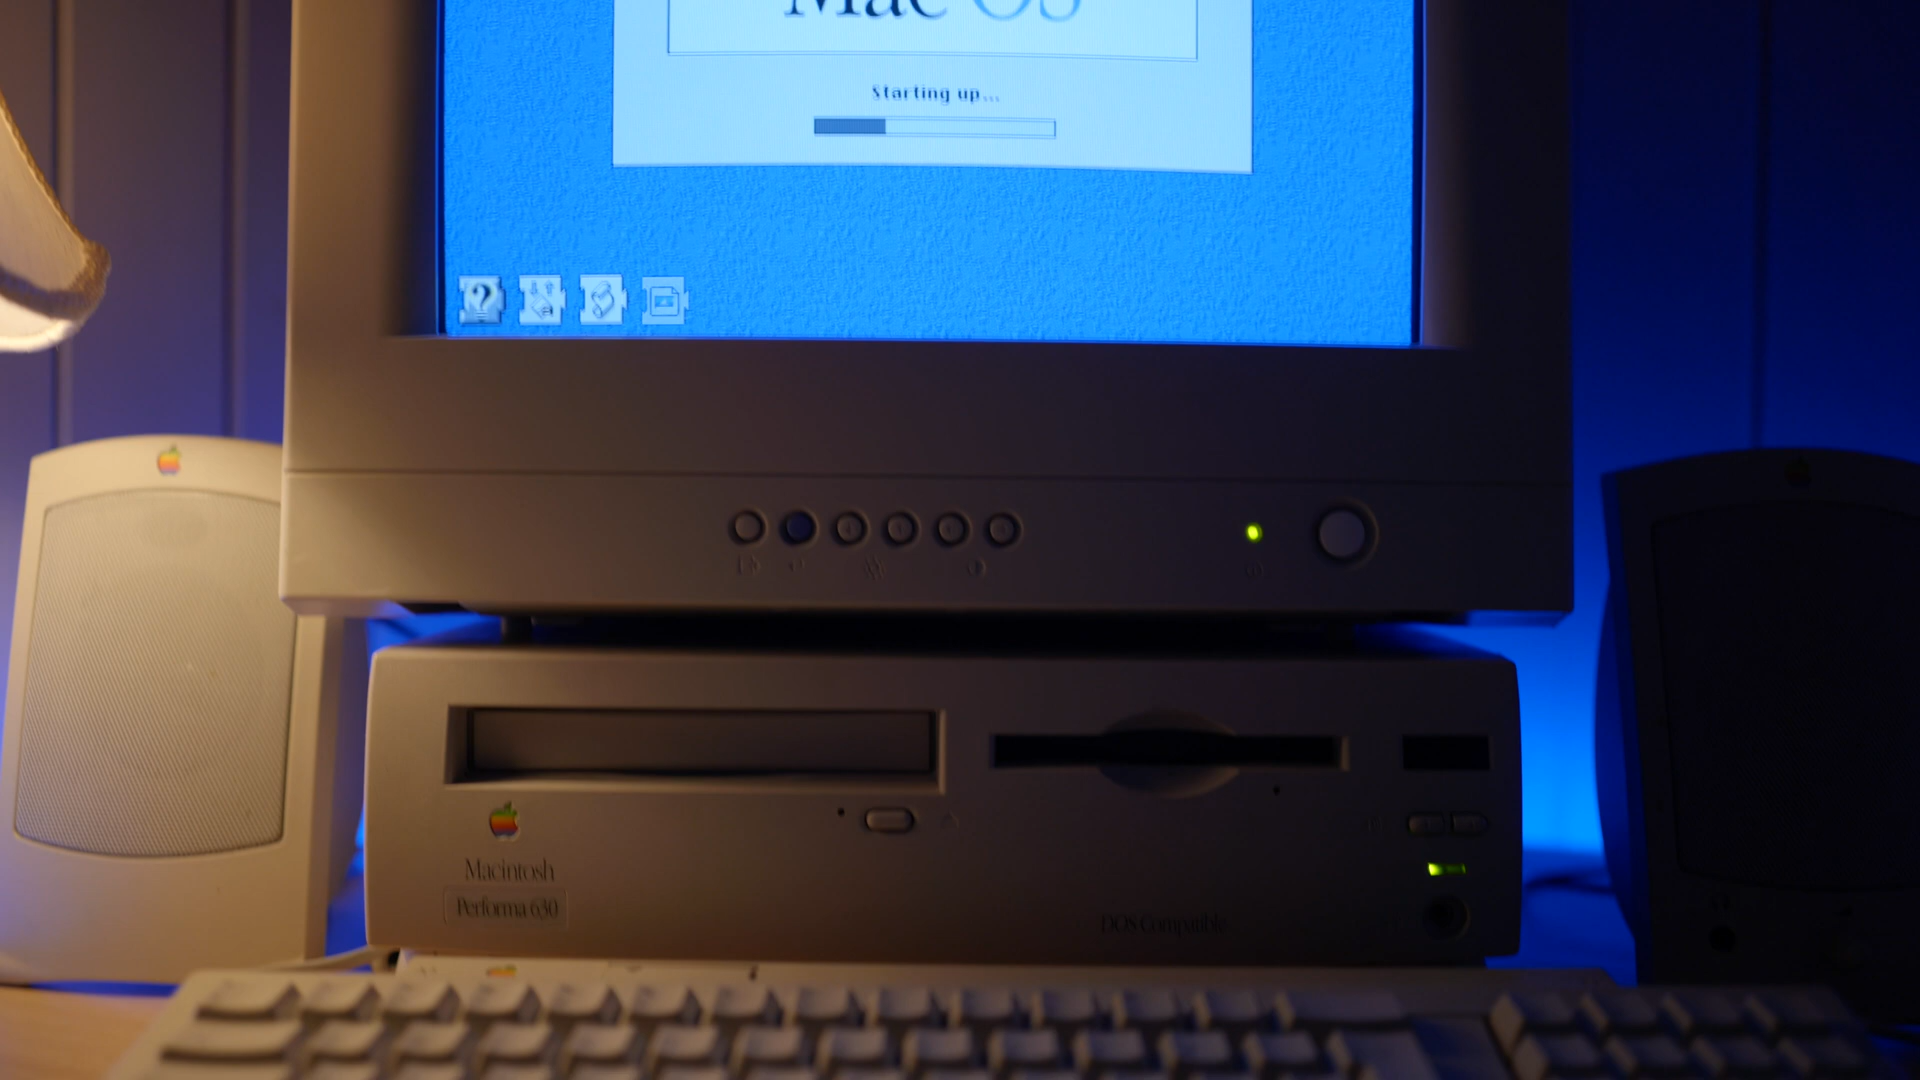 Mac OS
Starting up...
Macintosh
Performa 630
DOS Compatible